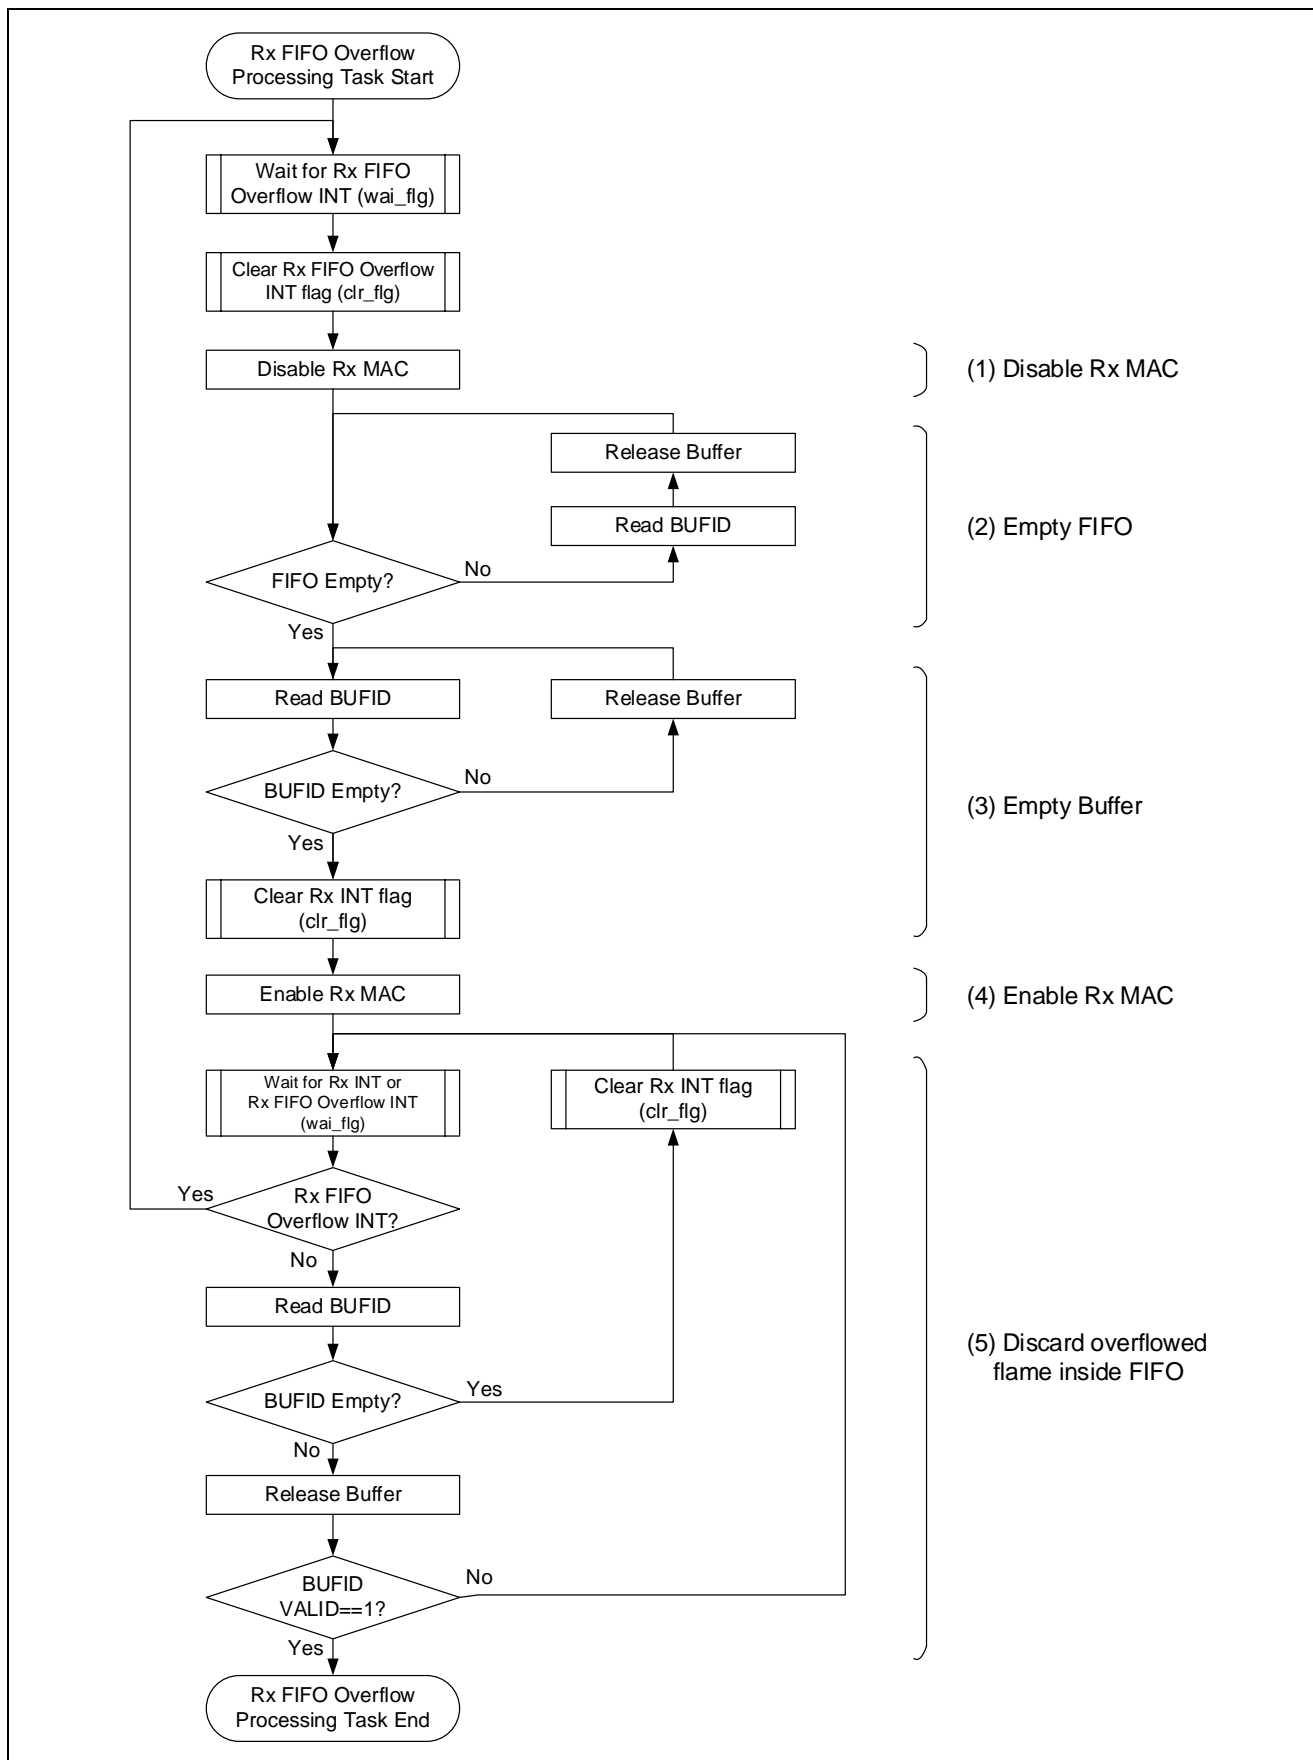 Rx FIFO Overflow
Processing Task Start
Wait for Rx FIFO
Overflow INT (wai_flg)
Clear Rx FIFO Overflow
INT flag (clr_flg)
Disable Rx MAC
(1) Disable Rx MAC
Release Buffer
Read BUFID
(2) Empty FIFO
FIFO Empty?
No
Yes
Read BUFID
Release Buffer
BUFID Empty?
No
(3) Empty Buffer
Yes
Clear Rx INT flag
(clr_flg)
Enable Rx MAC
(4) Enable Rx MAC
Wait for Rx INT or
Rx FIFO Overflow INT
(wai_flg)
Clear Rx INT flag
(clr_flg)
Yes
Rx FIFO
Overflow INT?
No
Read BUFID
(5) Discard overflowed
flame inside FIFO
BUFID Empty?
Yes
No
Release Buffer
BUFID
VALID==1?
No
Yes
Rx FIFO Overflow
Processing Task End